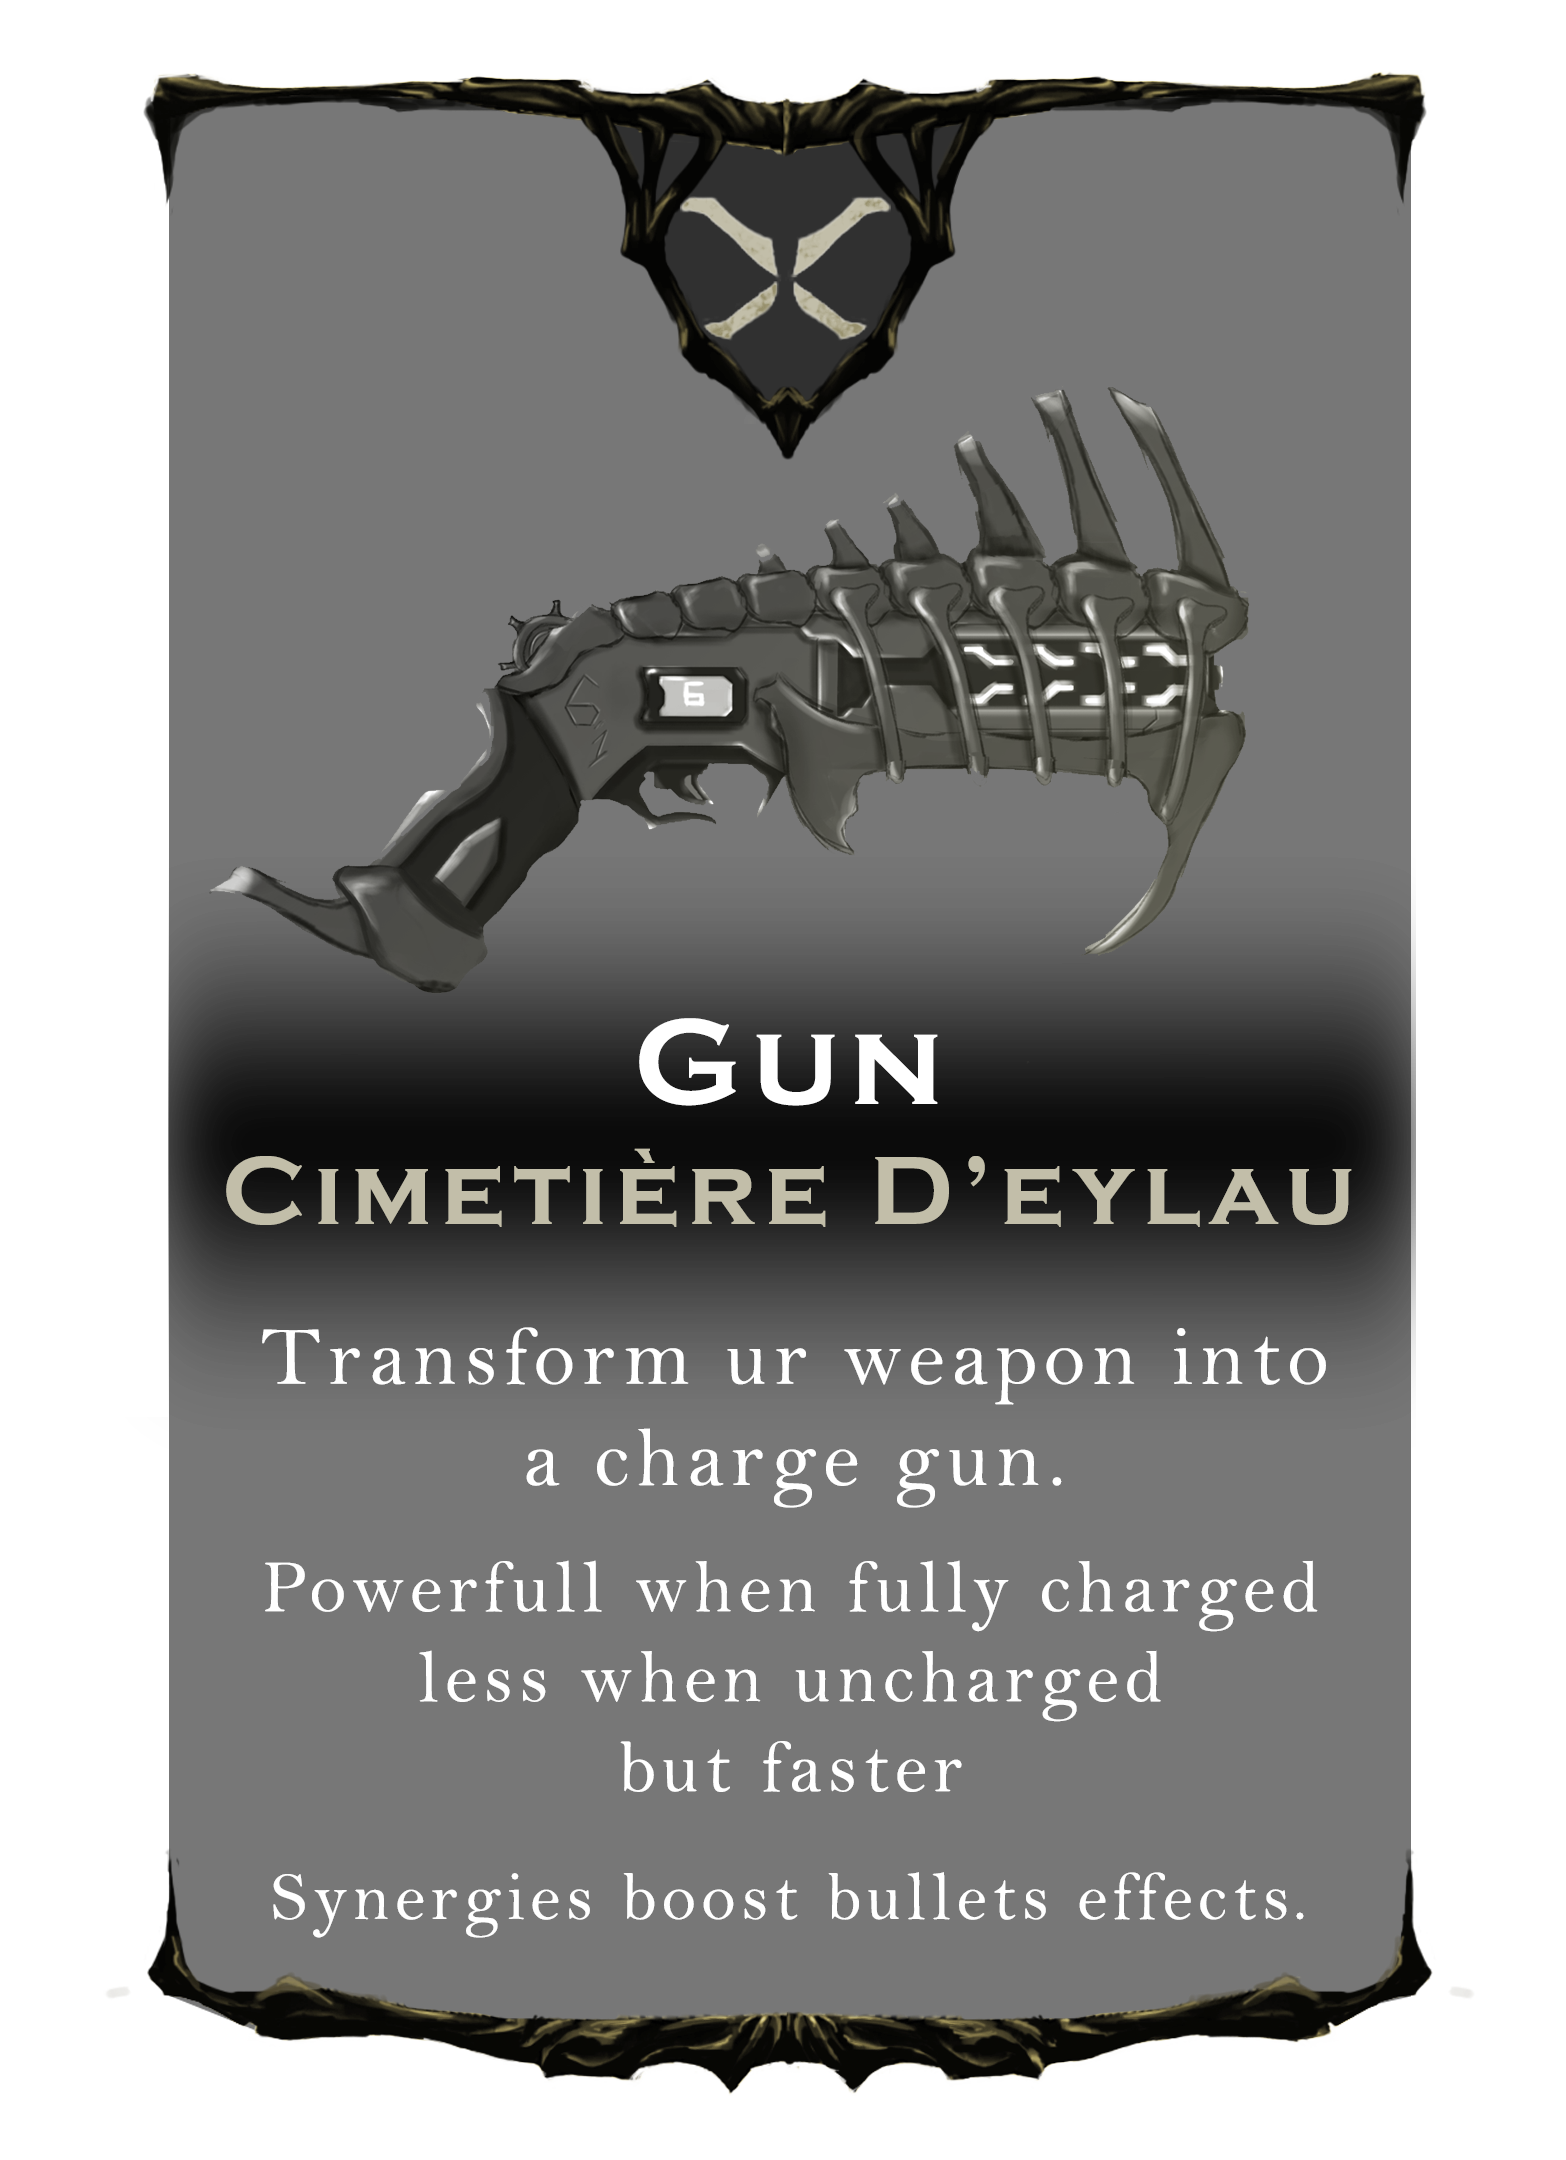 6
Gun
Cimetière D'eylau
Transform ur weapon into
a charge gun.
Powerfull when fully charged
less when uncharged
but faster
Synergies boost bullets effects.